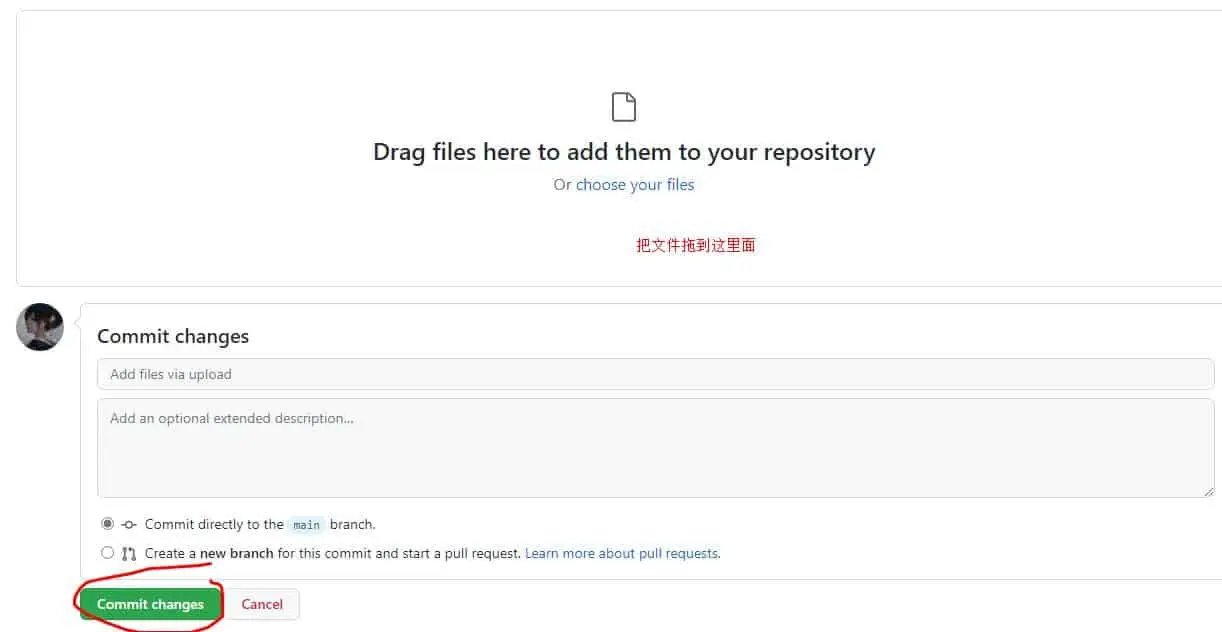 Drag files here to add them to your repository
Or choose your files
把文件拖到这里面
Commit changes
Add files via upload
Add an optional extended description...
Commit directly to the main branch.
Create a new branch for this commit and start a pull request. Learn more about pull requests.
Commit changes Cancel